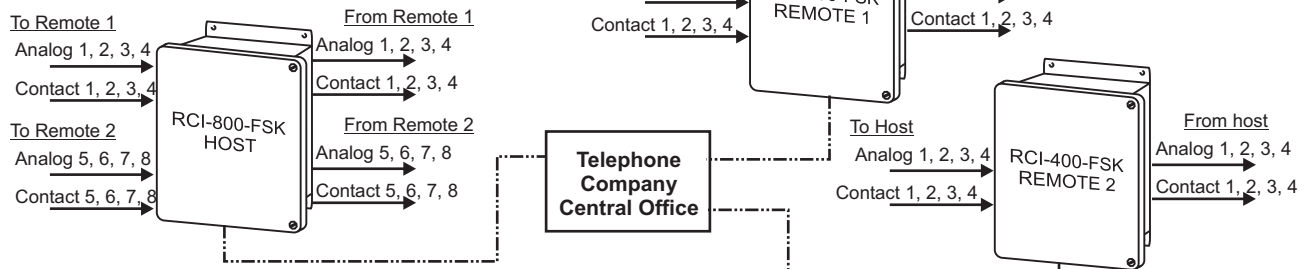 To Remote 1
Analog 1, 2, 3, 4
Contact 1, 2, 3, 4
To Remote 2
Analog 5, 6, 7, 8
Contact 5, 6, 7, 8
RCI-800-FSK
HOST
From Remote 1
Analog 1, 2, 3, 4
Contact 1, 2, 3, 4
From Remote 2
Analog 5, 6, 7, 8
Contact 5, 6, 7, 8
Telephone
Company
Central Office
Contact 1, 2, 3, 4
REMOTE 1
Contact 1, 2, 3, 4
To Host
Analog 1, 2, 3, 4
Contact 1, 2, 3, 4
RCI-400-FSK
REMOTE 2
From host
Analog 1, 2, 3, 4
Contact 1, 2, 3, 4